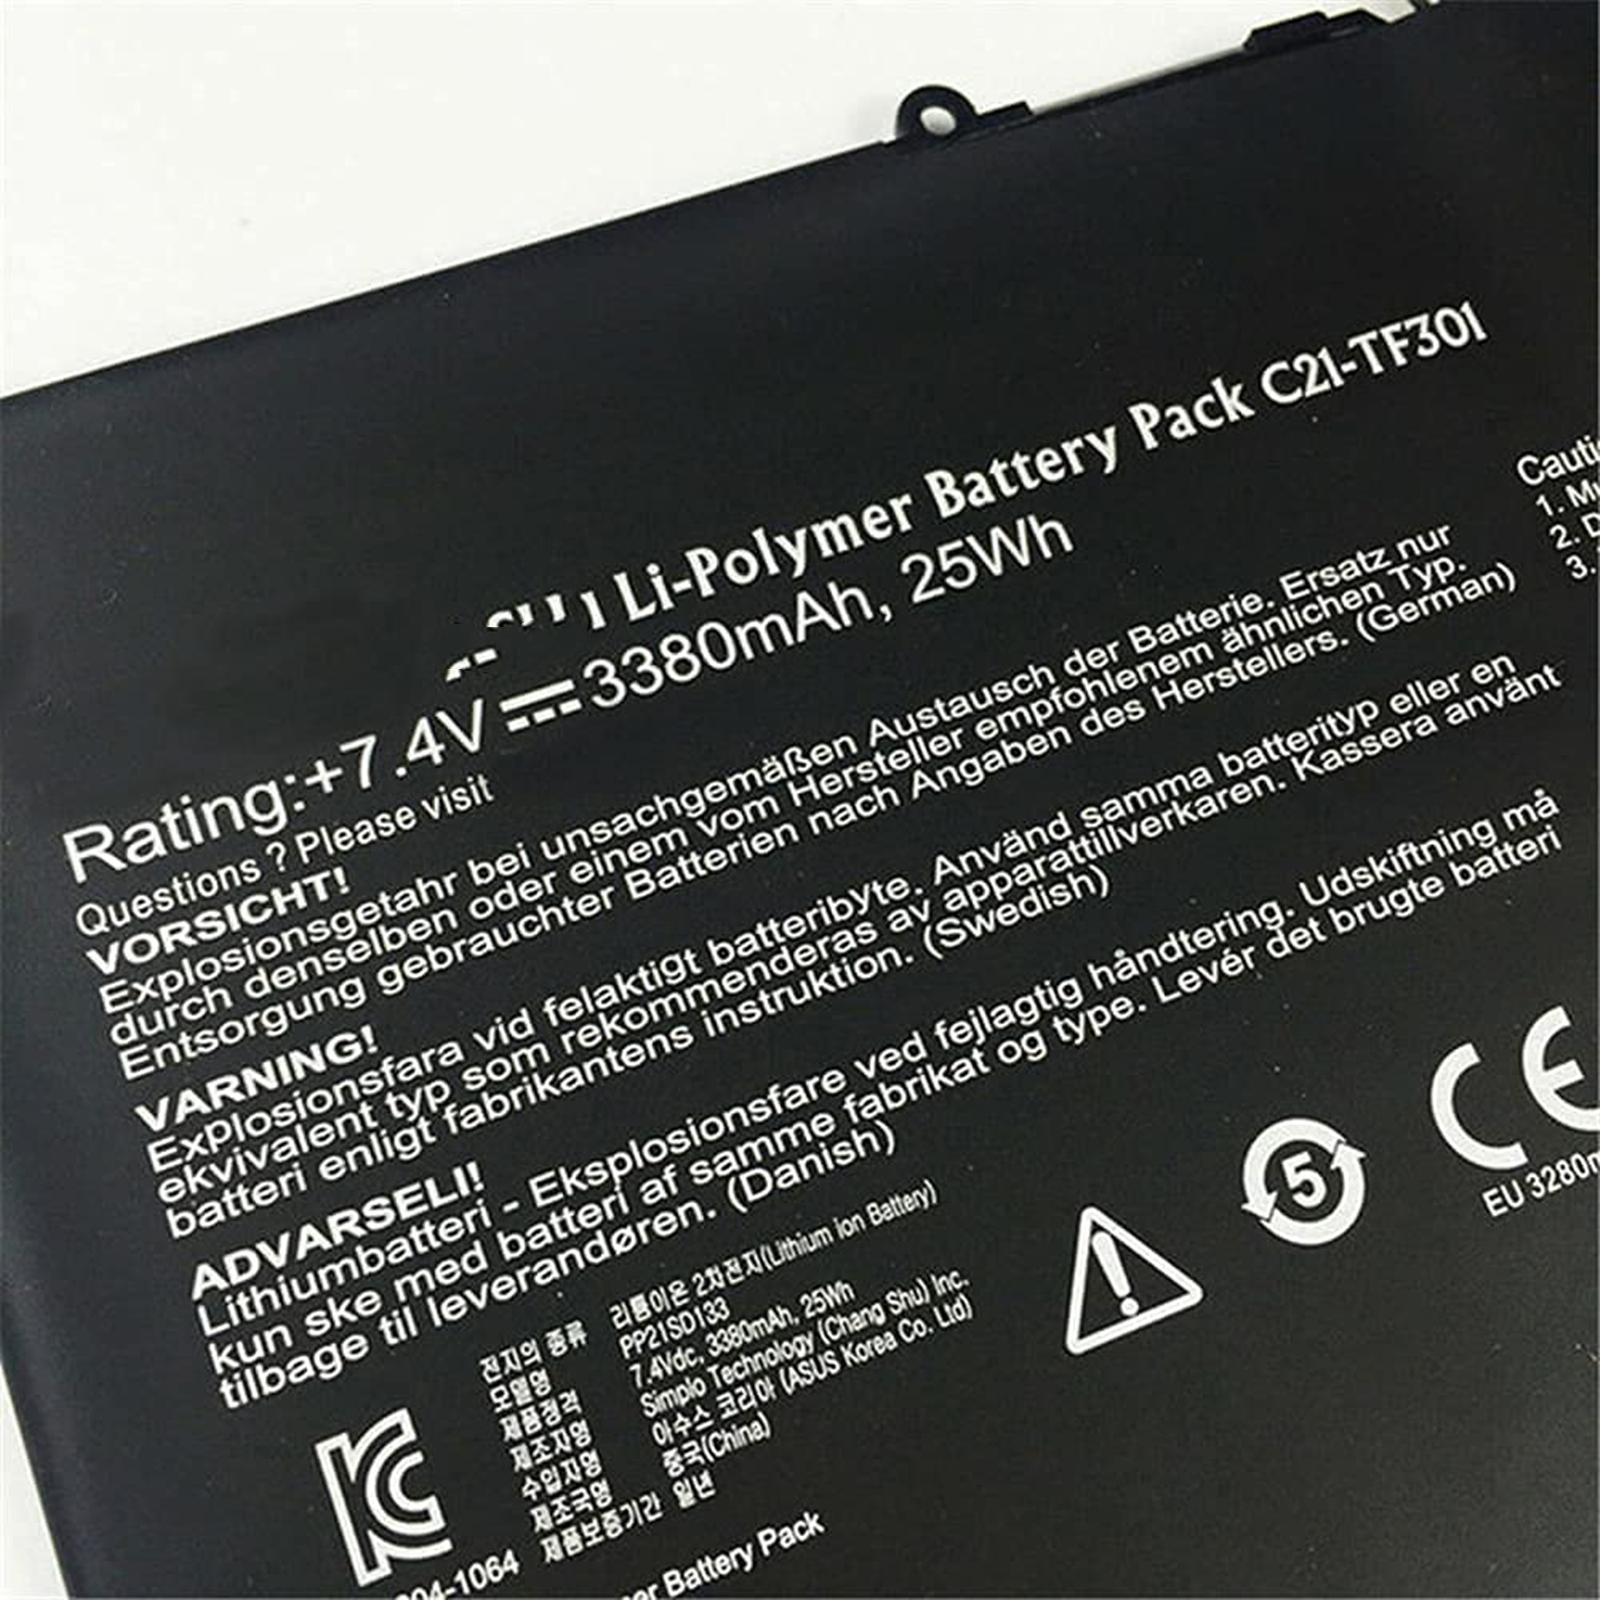 Li-Polymer Battery Pack C21-TF301
Rating:+7.4V⎓3380mAh, 25Wh
Questions ? Please visit
VORSICHT!
Explosionsgetahr bei unsachgemäßen Austausch der Batterie. Ersatz nur
durch denselben oder einem vom Hersteller empfohlenem ähnlichen Typ.
Entsorgung gebrauchter Batterien nach Angaben des Herstellers. (German)
VARNING!
Explosionsfara vid felaktigt batteribyte. Använd samma batterityp eller en
ekvivalent typ som rekommenderas av apparattillverkaren. Kassera använt
batteri enligt fabrikantens instruktion. (Swedish)
ADVARSELI!
Lithiumbatteri - Eksplosionsfare ved fejlagtig håndtering. Udskiftning må
kun ske med batteri af samme fabrikat og type. Levér det brugte batteri
tilbage til leverandøren. (Danish)
전지의 종류 리튬이온 2차전지(Lithium ion Battery)
모델명 PP21SD133
제품정격 7.4Vdc, 3380mAh, 25Wh
제조자명 Simplo Technology (Chang Shu) Inc.
수입자명 아수스 코리아 (ASUS Korea Co. Ltd)
제조국명 중국(China)
제품보증기간 일년
-1064
Battery Pack
1.
2. D
3.
5
CE
EU 3280m